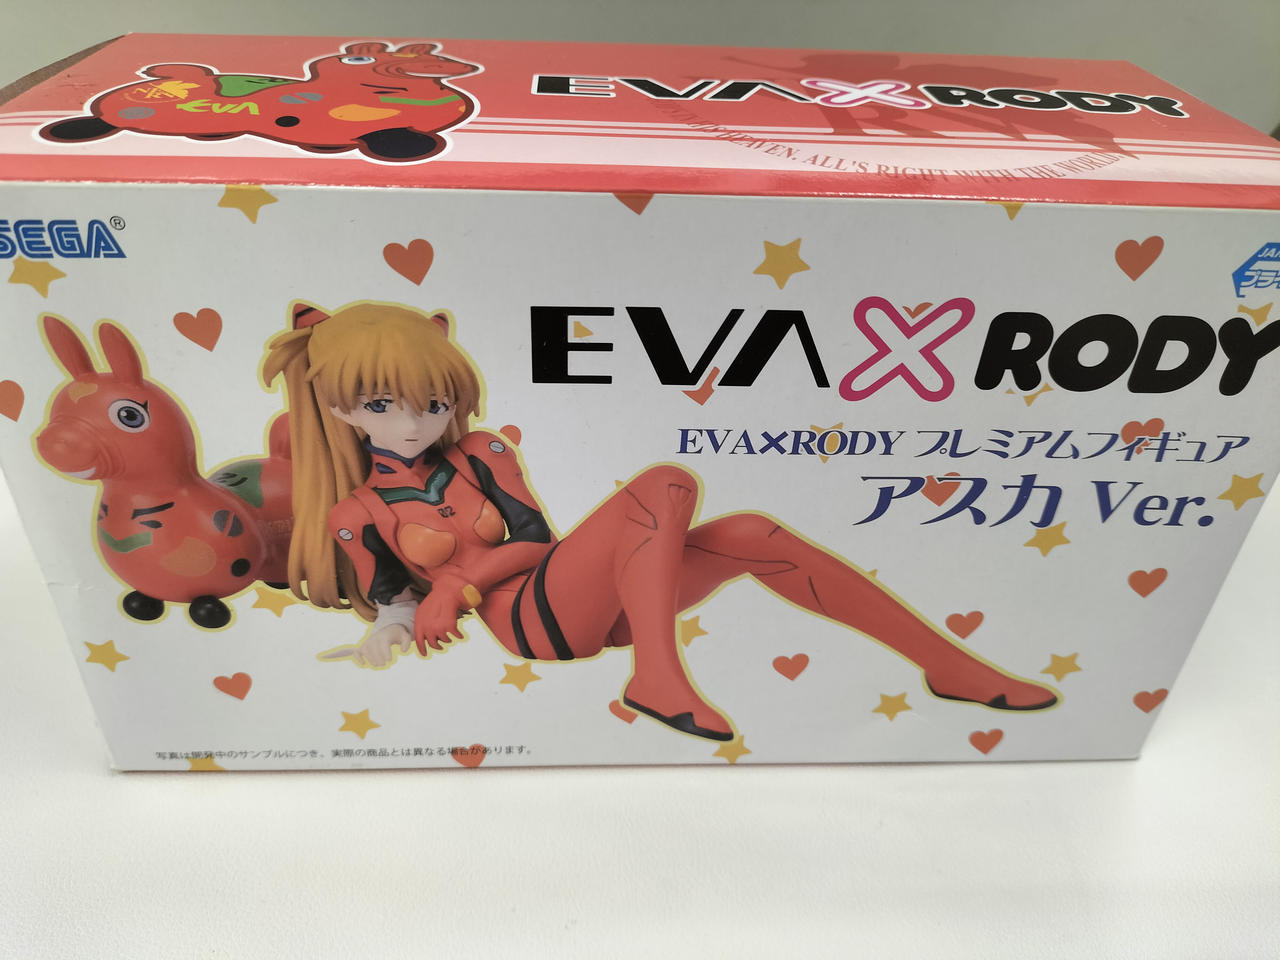 EVA
EVA×RODY
HEAVEN. ALL'S RIGHT WITH THE WORLD
SEGA®
プラ
EVA×RODY
EVA×RODY プレミアムフィギュア
アスカ Ver.
02
写真は開発中のサンプルにつき、実際の商品とは異なる場合があります。